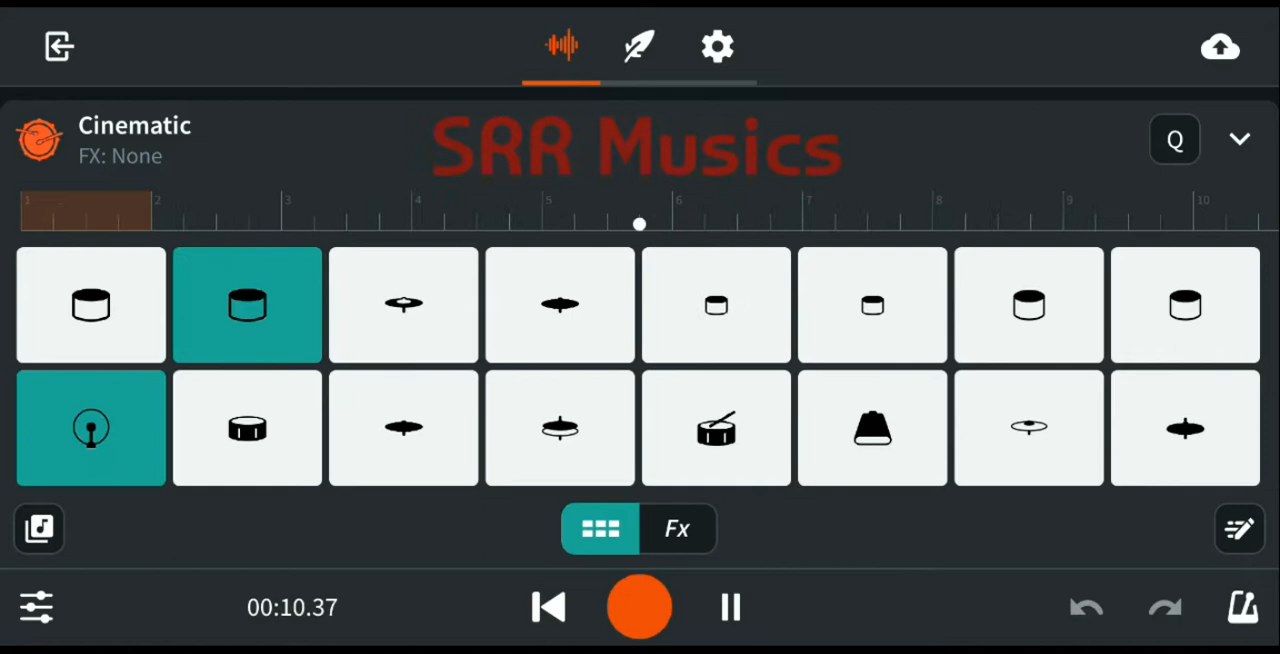 Cinematic
FX: None
SRR Musics
Q
1 2 3 4 5 6 7 8 9 10
Fx
00:10.37